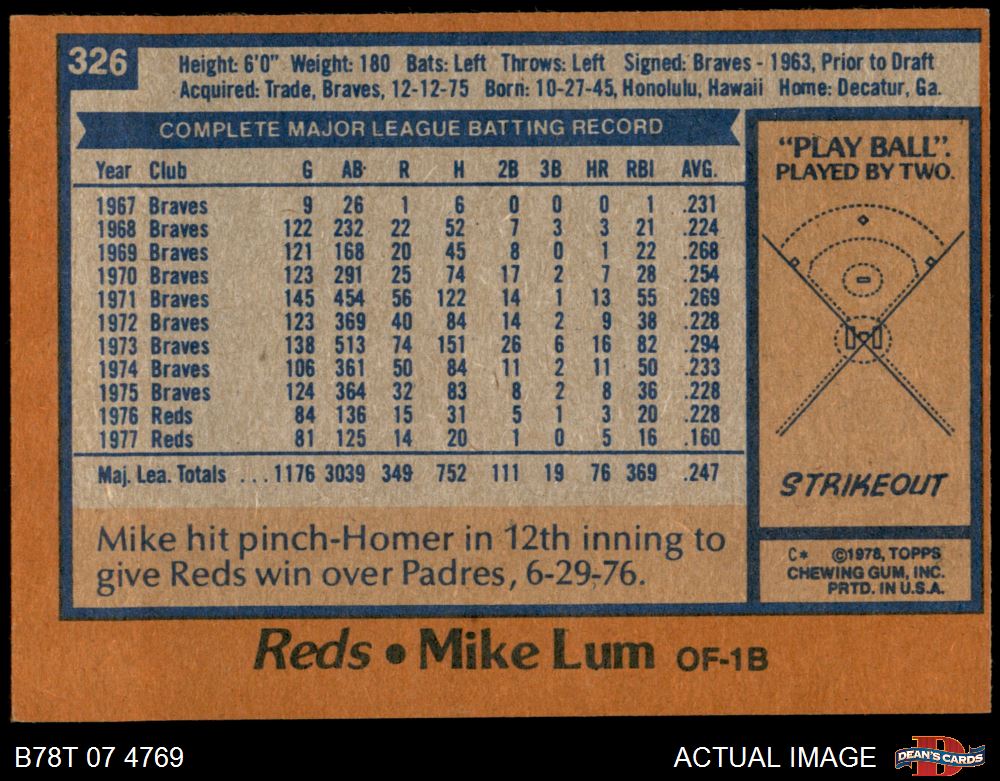 326
Height: 6'0" Weight: 180 Bats: Left Throws: Left Signed: Braves - 1963, Prior to Draft
Acquired: Trade, Braves, 12-12-75 Born: 10-27-45, Honolulu, Hawaii Home: Decatur, Ga.
COMPLETE MAJOR LEAGUE BATTING RECORD
Year Club G AB R H 2B 3B HR RBI AVG.
1967 Braves 9 26 1 6 0 0 0 1 .231
1968 Braves 122 232 22 52 7 3 3 21 .224
1969 Braves 121 168 20 45 8 0 1 22 .268
1970 Braves 123 291 25 74 17 2 7 28 .254
1971 Braves 145 454 56 122 14 1 13 55 .269
1972 Braves 123 369 40 84 14 2 9 38 .228
1973 Braves 138 513 74 151 26 6 16 82 .294
1974 Braves 106 361 50 84 11 2 11 50 .233
1975 Braves 124 364 32 83 8 2 8 36 .228
1976 Reds 84 136 15 31 5 1 3 20 .228
1977 Reds 81 125 14 20 1 0 5 16 .160
Maj. Lea. Totals ... 1176 3039 349 752 111 19 76 369 .247
Mike hit pinch-Homer in 12th inning to
give Reds win over Padres, 6-29-76.
"PLAY BALL".
PLAYED BY TWO.
STRIKEOUT
C* ©1978, TOPPS
CHEWING GUM, INC.
PRTD. IN U.S.A.
Reds • Mike Lum OF-1B
B78T 07 4769
ACTUAL IMAGE
D
DEAN'S CARDS